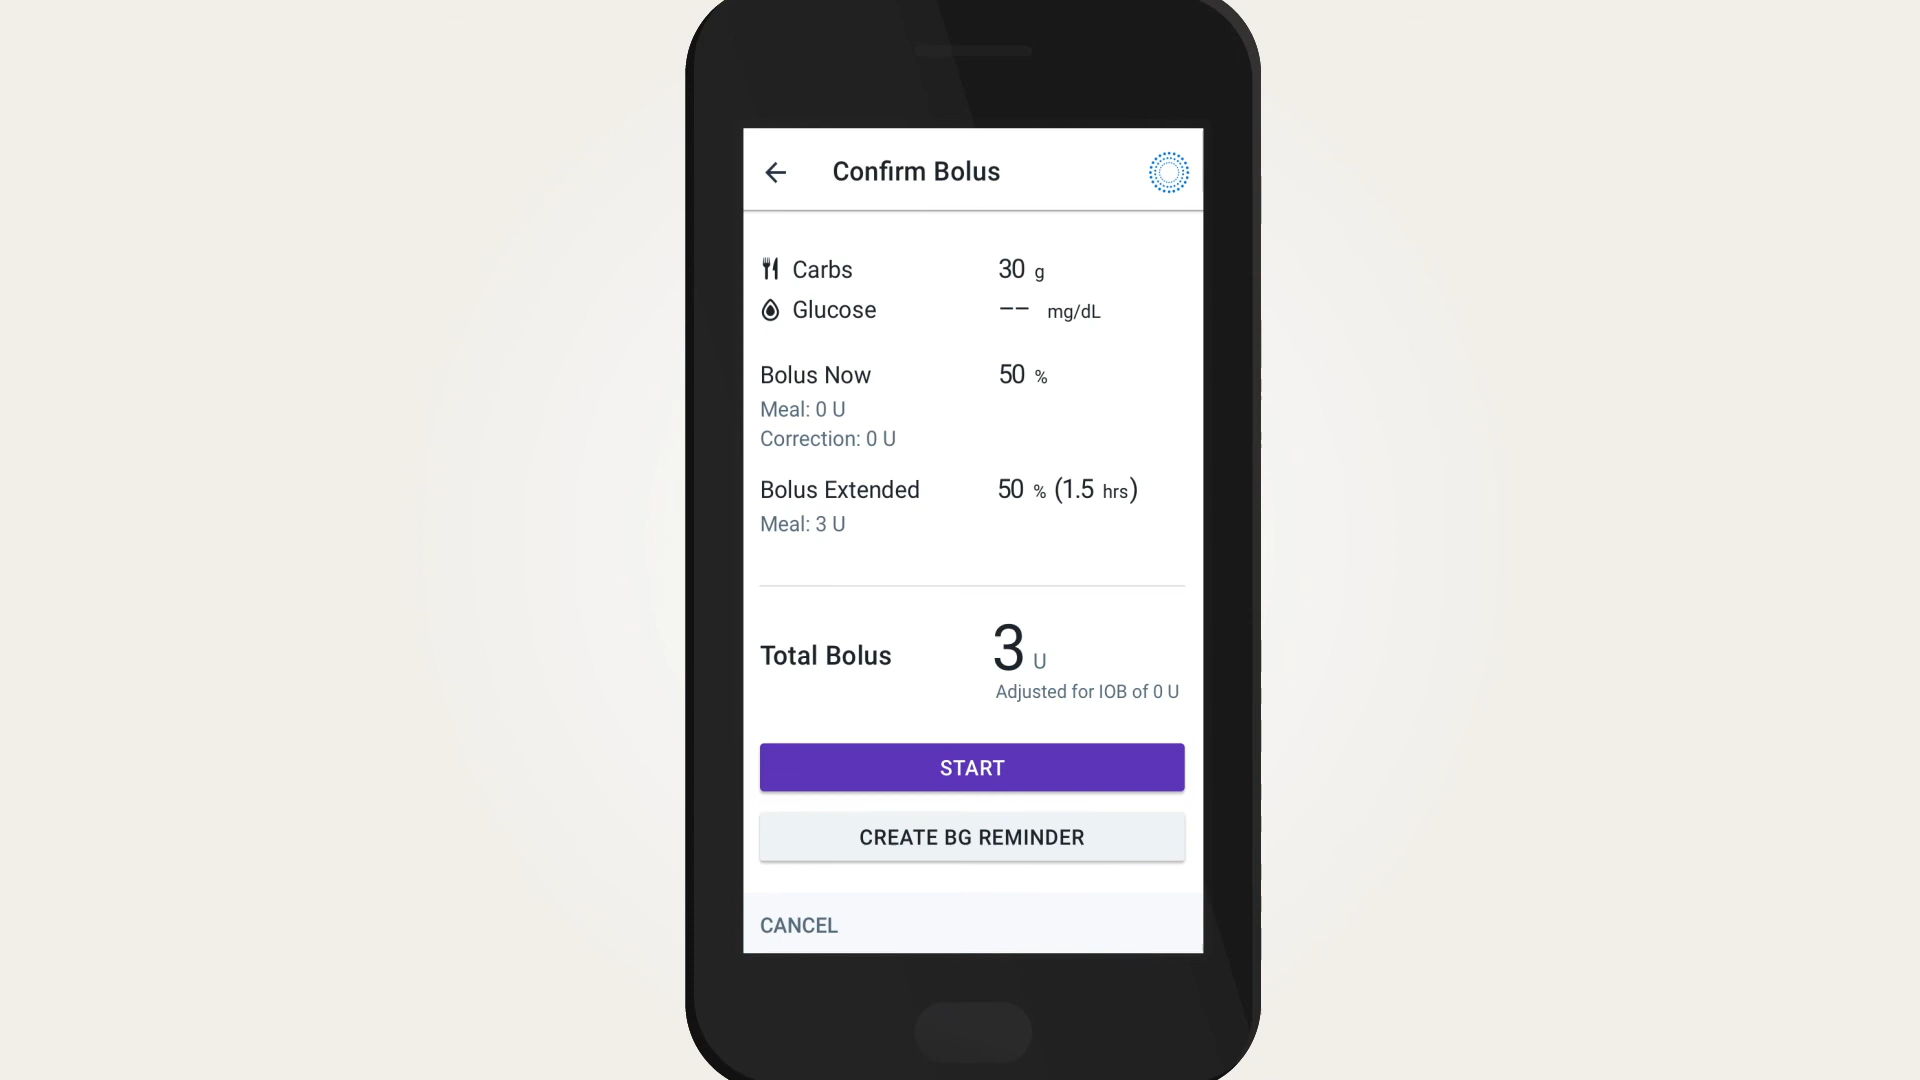 Confirm Bolus
Carbs 30 g
Glucose -- mg/dL
Bolus Now 50 %
Meal: 0 U
Correction: 0 U
Bolus Extended 50 % (1.5 hrs)
Meal: 3 U
Total Bolus 3 U
Adjusted for IOB of 0 U
START
CREATE BG REMINDER
CANCEL